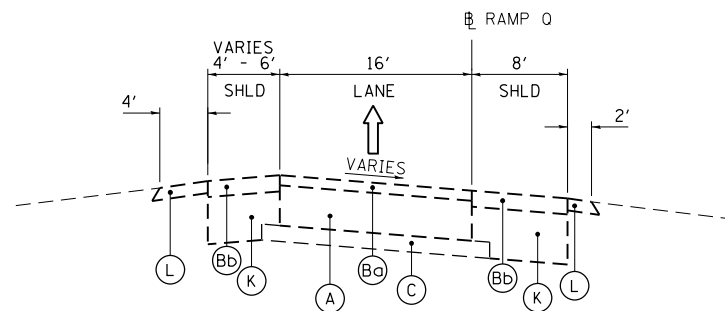 ℄ RAMP Q
VARIES
4' - 6'
16'
8'
SHLD
LANE
SHLD
4'
2'
VARIES
L
Bb
K
A
Ba
C
Bb
K
L